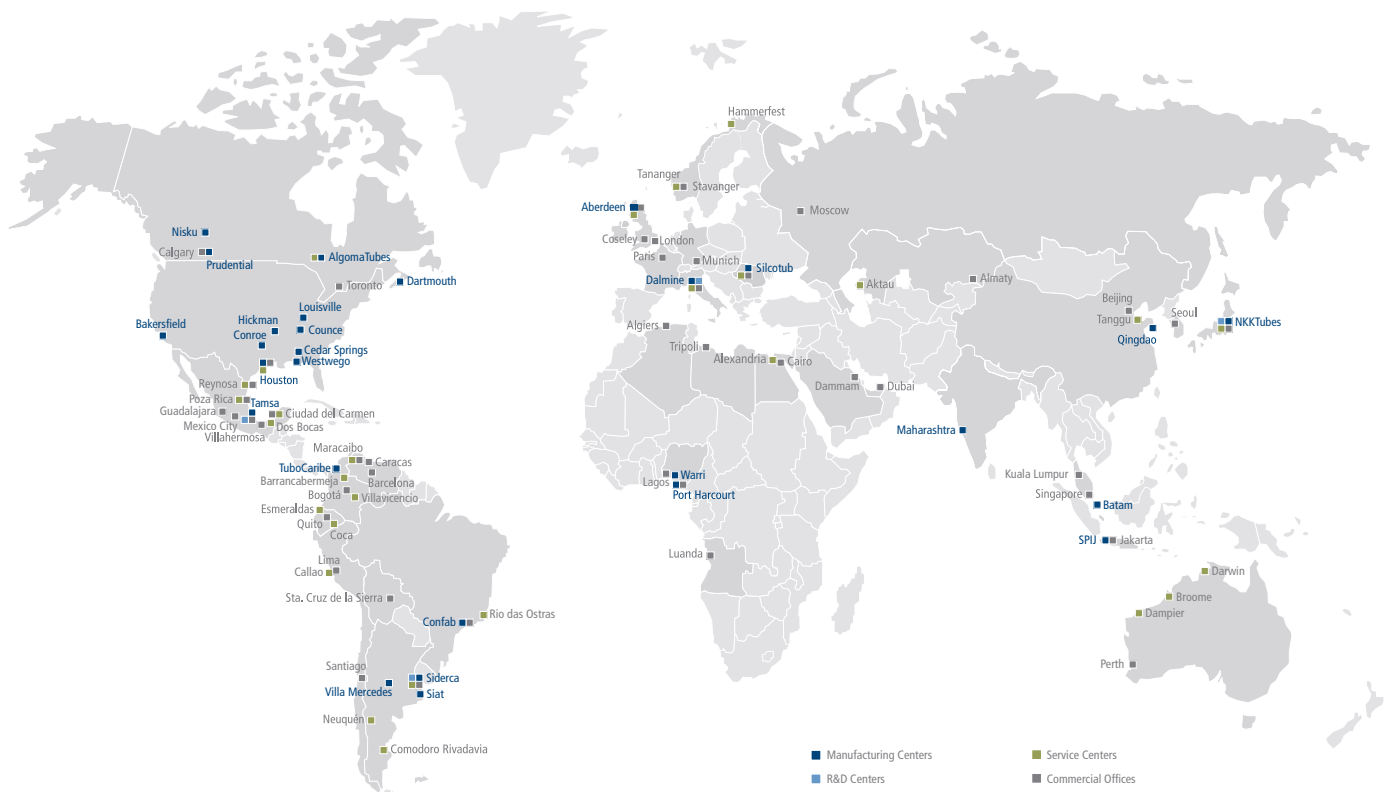 Hammerfest
Tananger
Stavanger
Aberdeen
Moscow
Nisku
Coseley
London
Calgary
Prudential
AlgomaTubes
Paris
Munich
Silcotub
Dartmouth
Dalmine
Almaty
Toronto
Aktau
Beijing
Louisville
Tanggu
Seoul
Hickman
Bakersfield
Algiers
NKKTubes
Conroe
Counce
Qingdao
Tripoli
Cedar Springs
Alexandria
Cairo
Westwego
Houston
Dammam
Dubai
Reynosa
Poza Rica
Tamsa
Guadalajara
Ciudad del Carmen
Mexico City
Dos Bocas
Maharashtra
Villahermosa
Maracaibo
Caracas
TuboCaribe
Barrancabermeja
Barcelona
Warri
Kuala Lumpur
Lagos
Bogotá
Villavicencio
Port Harcourt
Singapore
Esmeraldas
Batam
Quito
Coca
SPIJ
Jakarta
Lima
Luanda
Callao
Darwin
Sta. Cruz de la Sierra
Broome
Rio das Ostras
Dampier
Confab
Santiago
Perth
Siderca
Villa Mercedes
Siat
Neuquén
Comodoro Rivadavia
Manufacturing Centers
Service Centers
R&D Centers
Commercial Offices